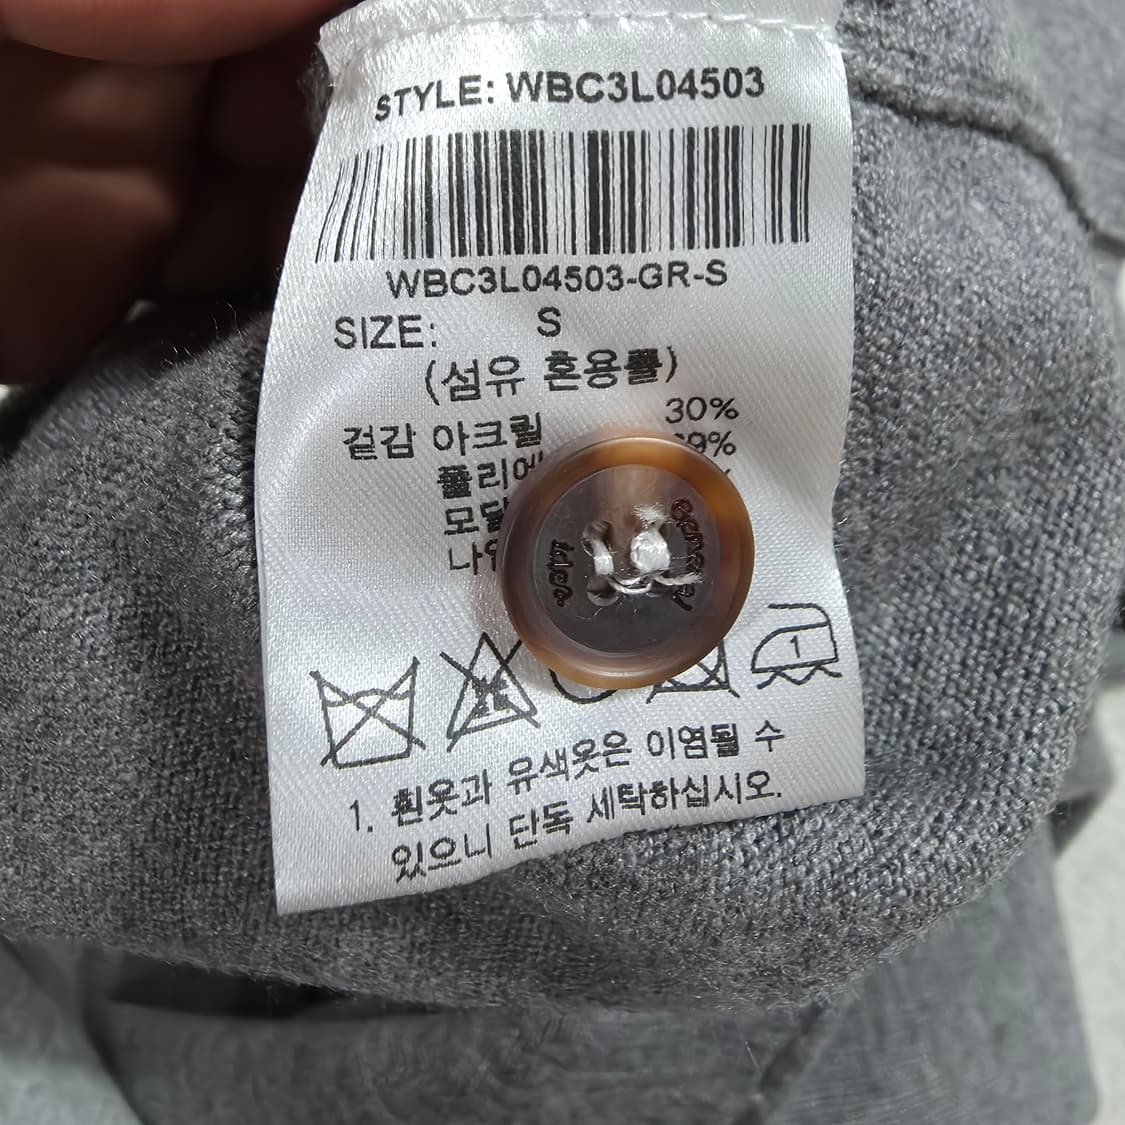 STYLE: WBC3L04503
WBC3L04503-GR-S
SIZE: S
(섬유 혼용률)
겉감 아크릴 30%
1
1. 흰옷과 유색옷은 이염될 수
있으니 단독 세탁하십시오.